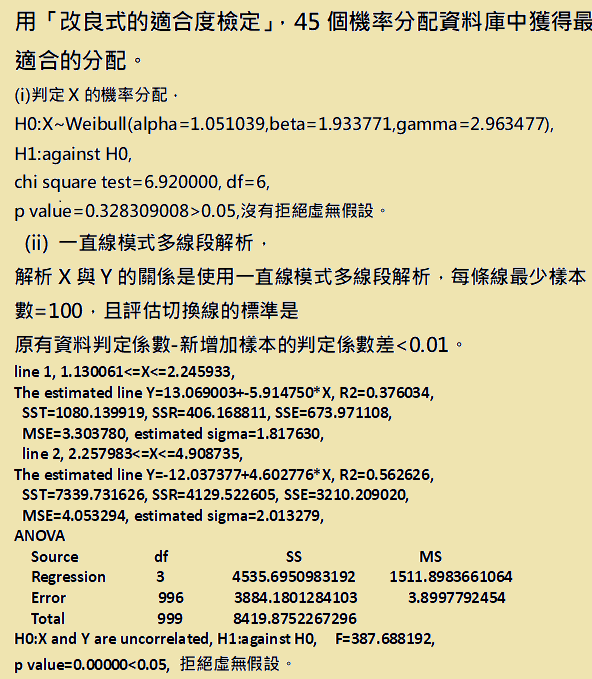 用「改良式的適合度檢定」，45 個機率分配資料庫中獲得最
適合的分配。
(i)判定 X 的機率分配，
H0:X~Weibull(alpha=1.051039,beta=1.933771,gamma=2.963477),
H1:against H0,
chi square test=6.920000, df=6,
p value=0.328309008>0.05,沒有拒絕虛無假設。
(ii) 一直線模式多線段解析，
解析 X 與 Y 的關係是使用一直線模式多線段解析，每條線最少樣本
數=100，且評估切換線的標準是
原有資料判定係數-新增加樣本的判定係數差<0.01。
line 1, 1.130061<=X<=2.245933,
The estimated line Y=13.069003+-5.914750*X, R2=0.376034,
SST=1080.139919, SSR=406.168811, SSE=673.971108,
MSE=3.303780, estimated sigma=1.817630,
line 2, 2.257983<=X<=4.908735,
The estimated line Y=-12.037377+4.602776*X, R2=0.562626,
SST=7339.731626, SSR=4129.522605, SSE=3210.209020,
MSE=4.053294, estimated sigma=2.013279,
ANOVA
Source df SS MS
Regression 3 4535.6950983192 1511.8983661064
Error 996 3884.1801284103 3.8997792454
Total 999 8419.8752267296
H0:X and Y are uncorrelated, H1:against H0, F=387.688192,
p value=0.00000<0.05, 拒絕虛無假設。